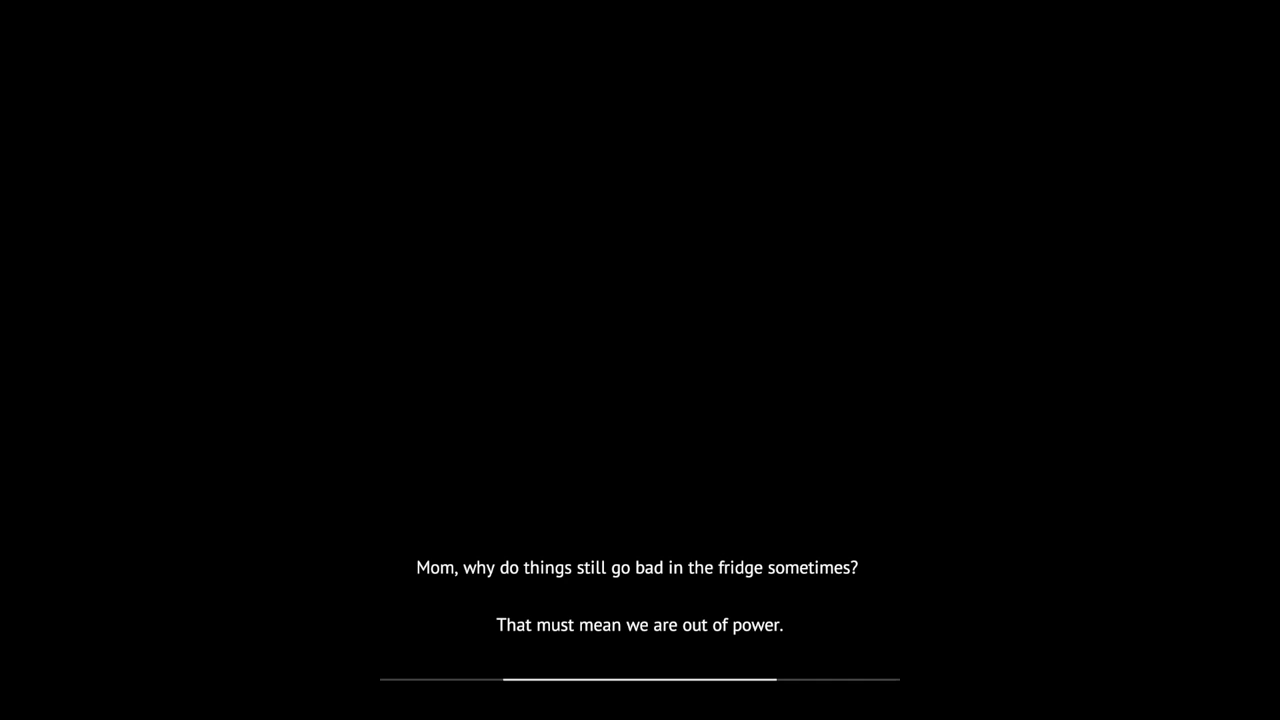 Mom, why do things still go bad in the fridge sometimes?
That must mean we are out of power.